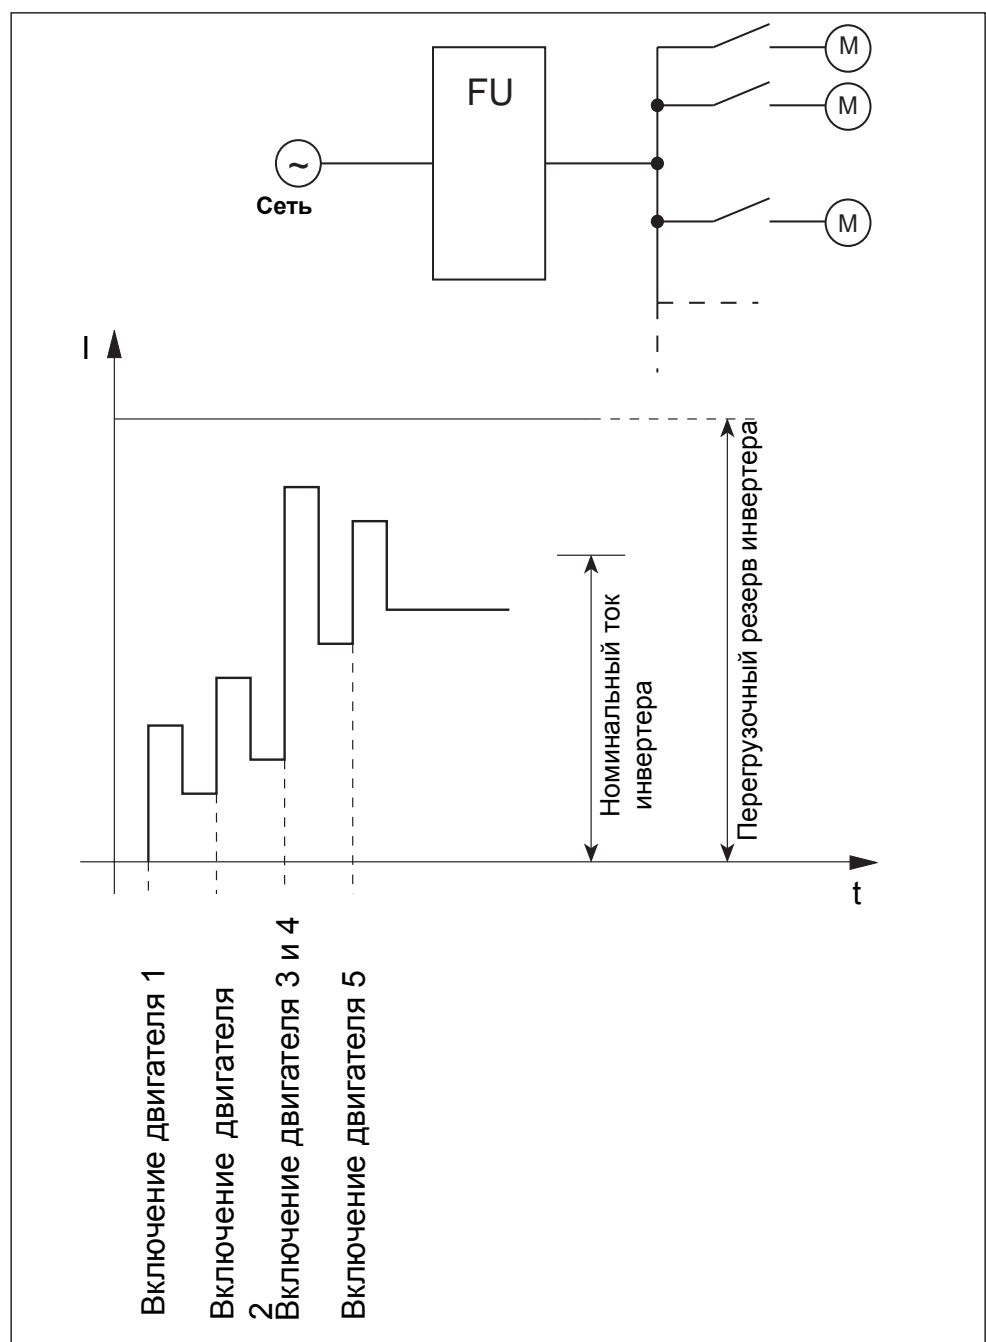 M
FU
M
~
Сеть
M
I
Перегрузочный резерв инвертера
Номинальный ток
инвертера
t
Включение двигателя 1
Включение двигателя
2
Включение двигателя 3 и 4
Включение двигателя 5